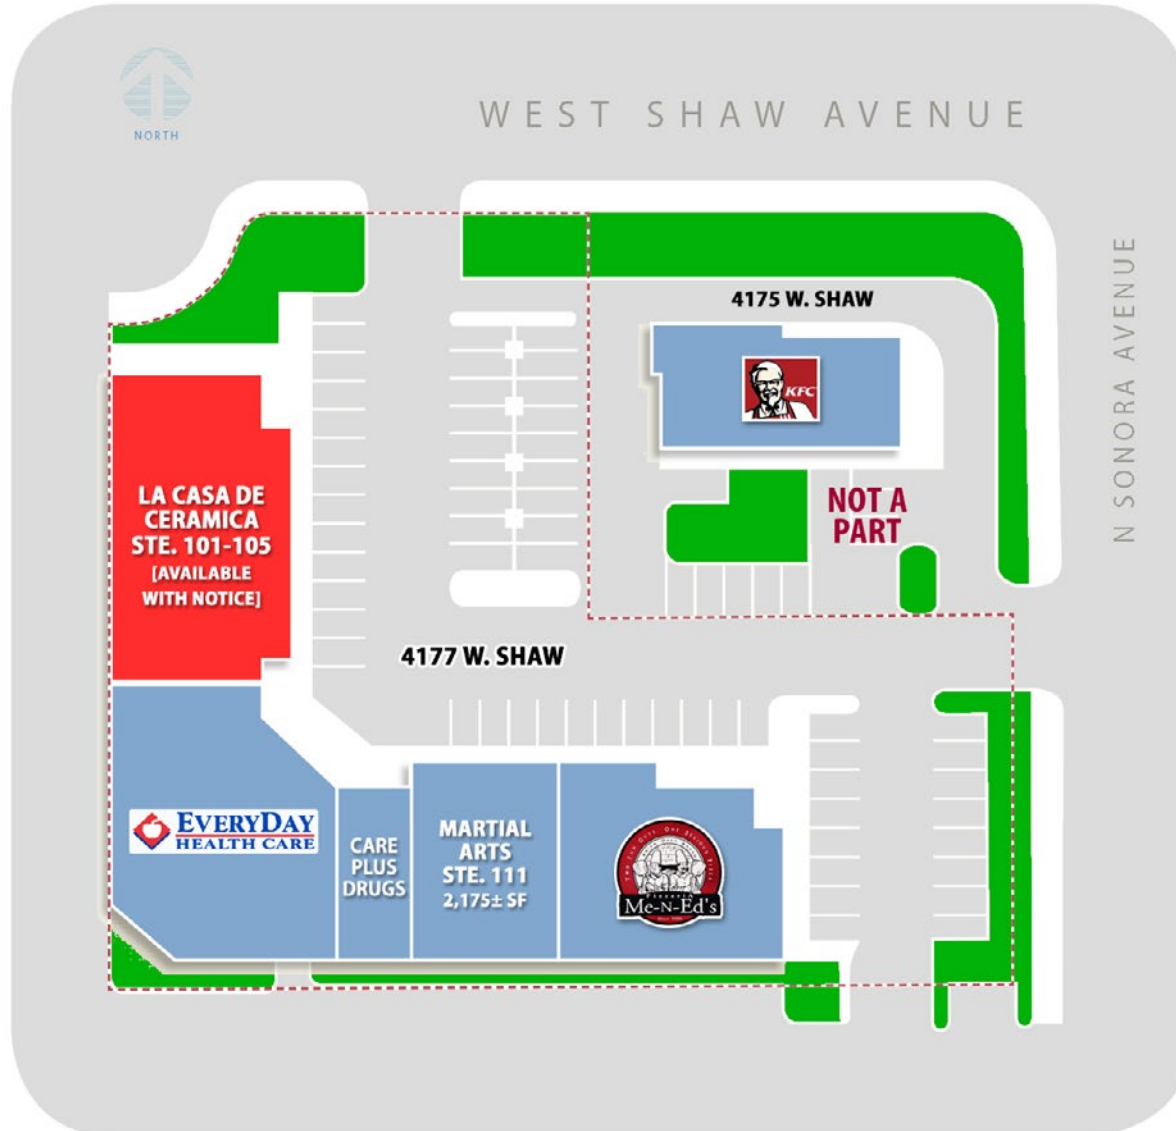 NORTH
WEST SHAW AVENUE
N SONORA AVENUE
4175 W. SHAW
KFC
NOT A
PART
LA CASA DE
CERAMICA
STE. 101-105
[AVAILABLE
WITH NOTICE]
4177 W. SHAW
EVERYDAY
HEALTH CARE
CARE
PLUS
DRUGS
MARTIAL
ARTS
STE. 111
2,175± SF
Pizzeria
Me-N-Ed's